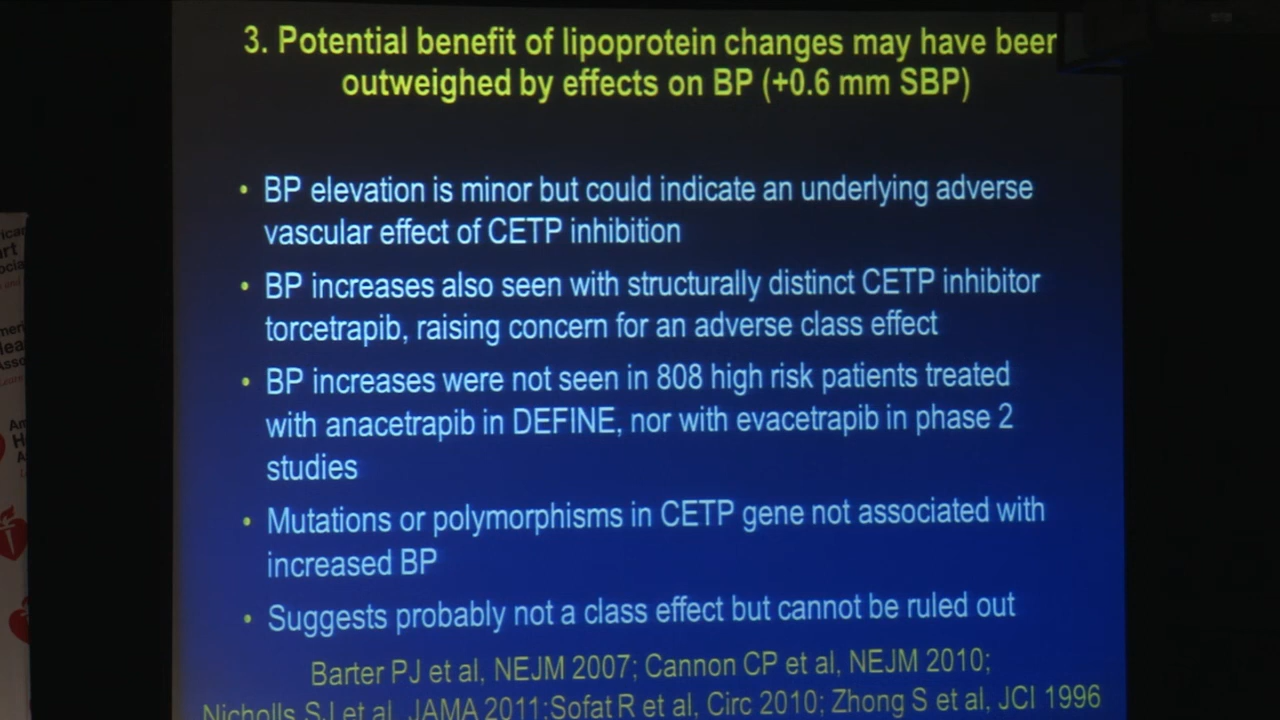 3. Potential benefit of lipoprotein changes may have been
outweighed by effects on BP (+0.6 mm SBP)
• BP elevation is minor but could indicate an underlying adverse
vascular effect of CETP inhibition
• BP increases also seen with structurally distinct CETP inhibitor
torcetrapib, raising concern for an adverse class effect
• BP increases were not seen in 808 high risk patients treated
with anacetrapib in DEFINE, nor with evacetrapib in phase 2
studies
• Mutations or polymorphisms in CETP gene not associated with
increased BP
• Suggests probably not a class effect but cannot be ruled out
Barter PJ et al, NEJM 2007; Cannon CP et al, NEJM 2010;
Nicholls SJ et al, JAMA 2011;Sofat R et al, Circ 2010; Zhong S et al, JCI 1996